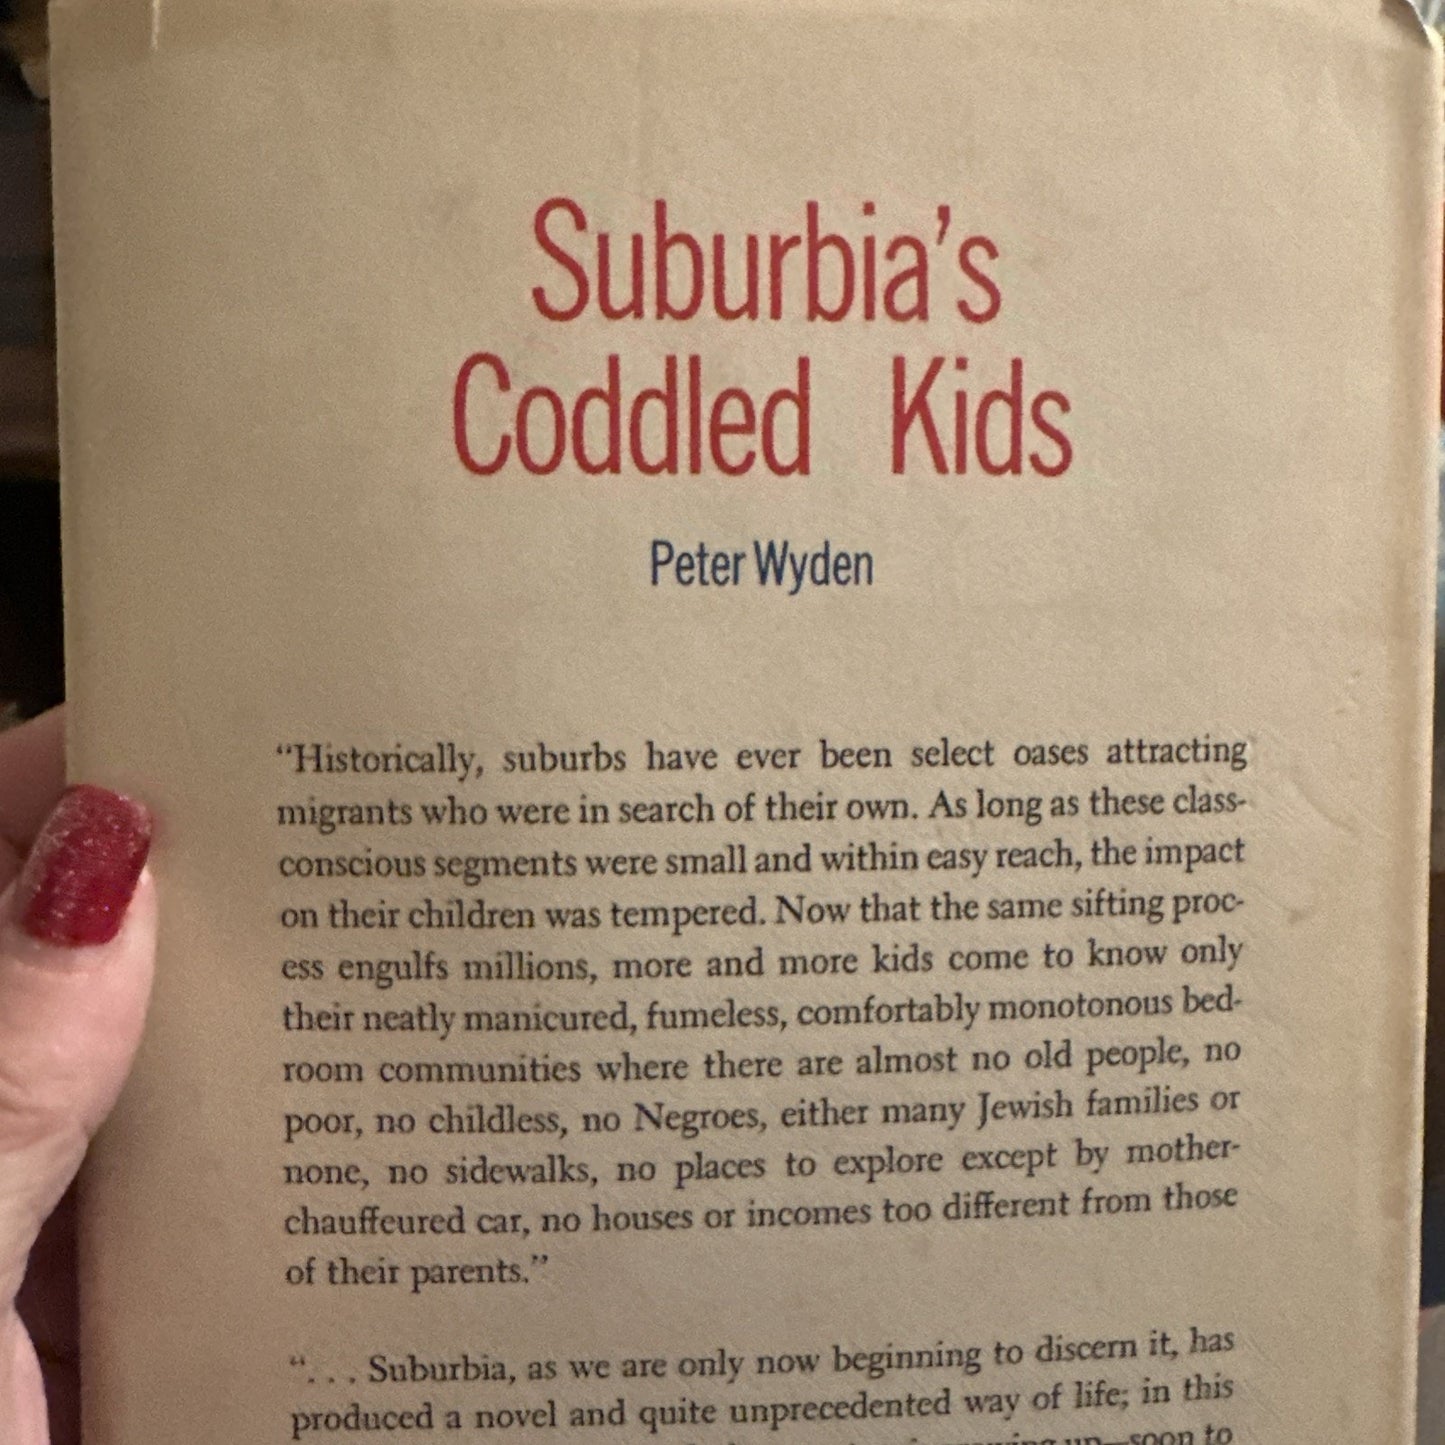 Suburbia's
Coddled Kids
Peter Wyden
“Historically, suburbs have ever been select oases attracting
migrants who were in search of their own. As long as these class-
conscious segments were small and within easy reach, the impact
on their children was tempered. Now that the same sifting proc-
ess engulfs millions, more and more kids come to know only
their neatly manicured, fumeless, comfortably monotonous bed-
room communities where there are almost no old people, no
poor, no childless, no Negroes, either many Jewish families or
none, no sidewalks, no places to explore except by mother-
chauffeured car, no houses or incomes too different from those
of their parents.”
“. . . Suburbia, as we are only now beginning to discern it, has
produced a novel and quite unprecedented way of life; in this
up—soon to